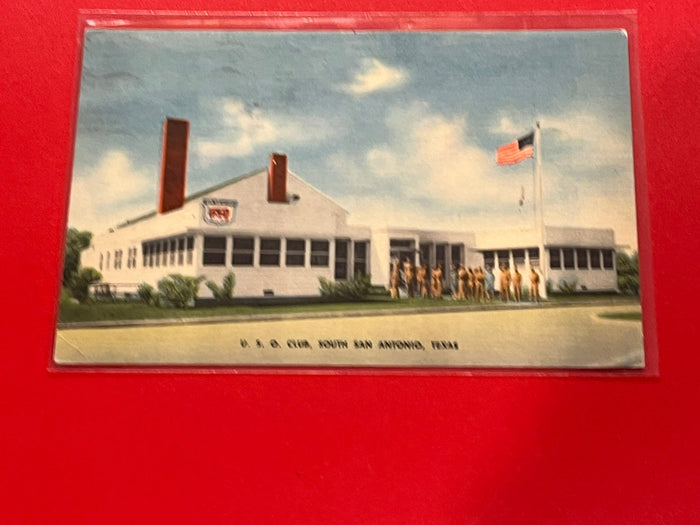 U. S. O. CLUB, SOUTH SAN ANTONIO, TEXAS